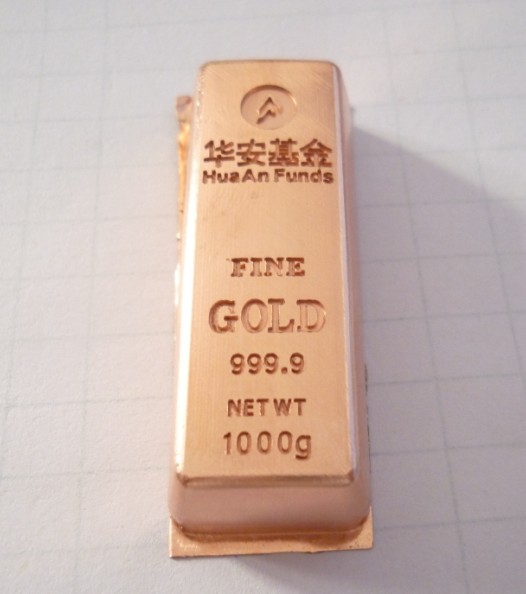 华安基金
HuaAn Funds
FINE
GOLD
999.9
NET WT
1000g